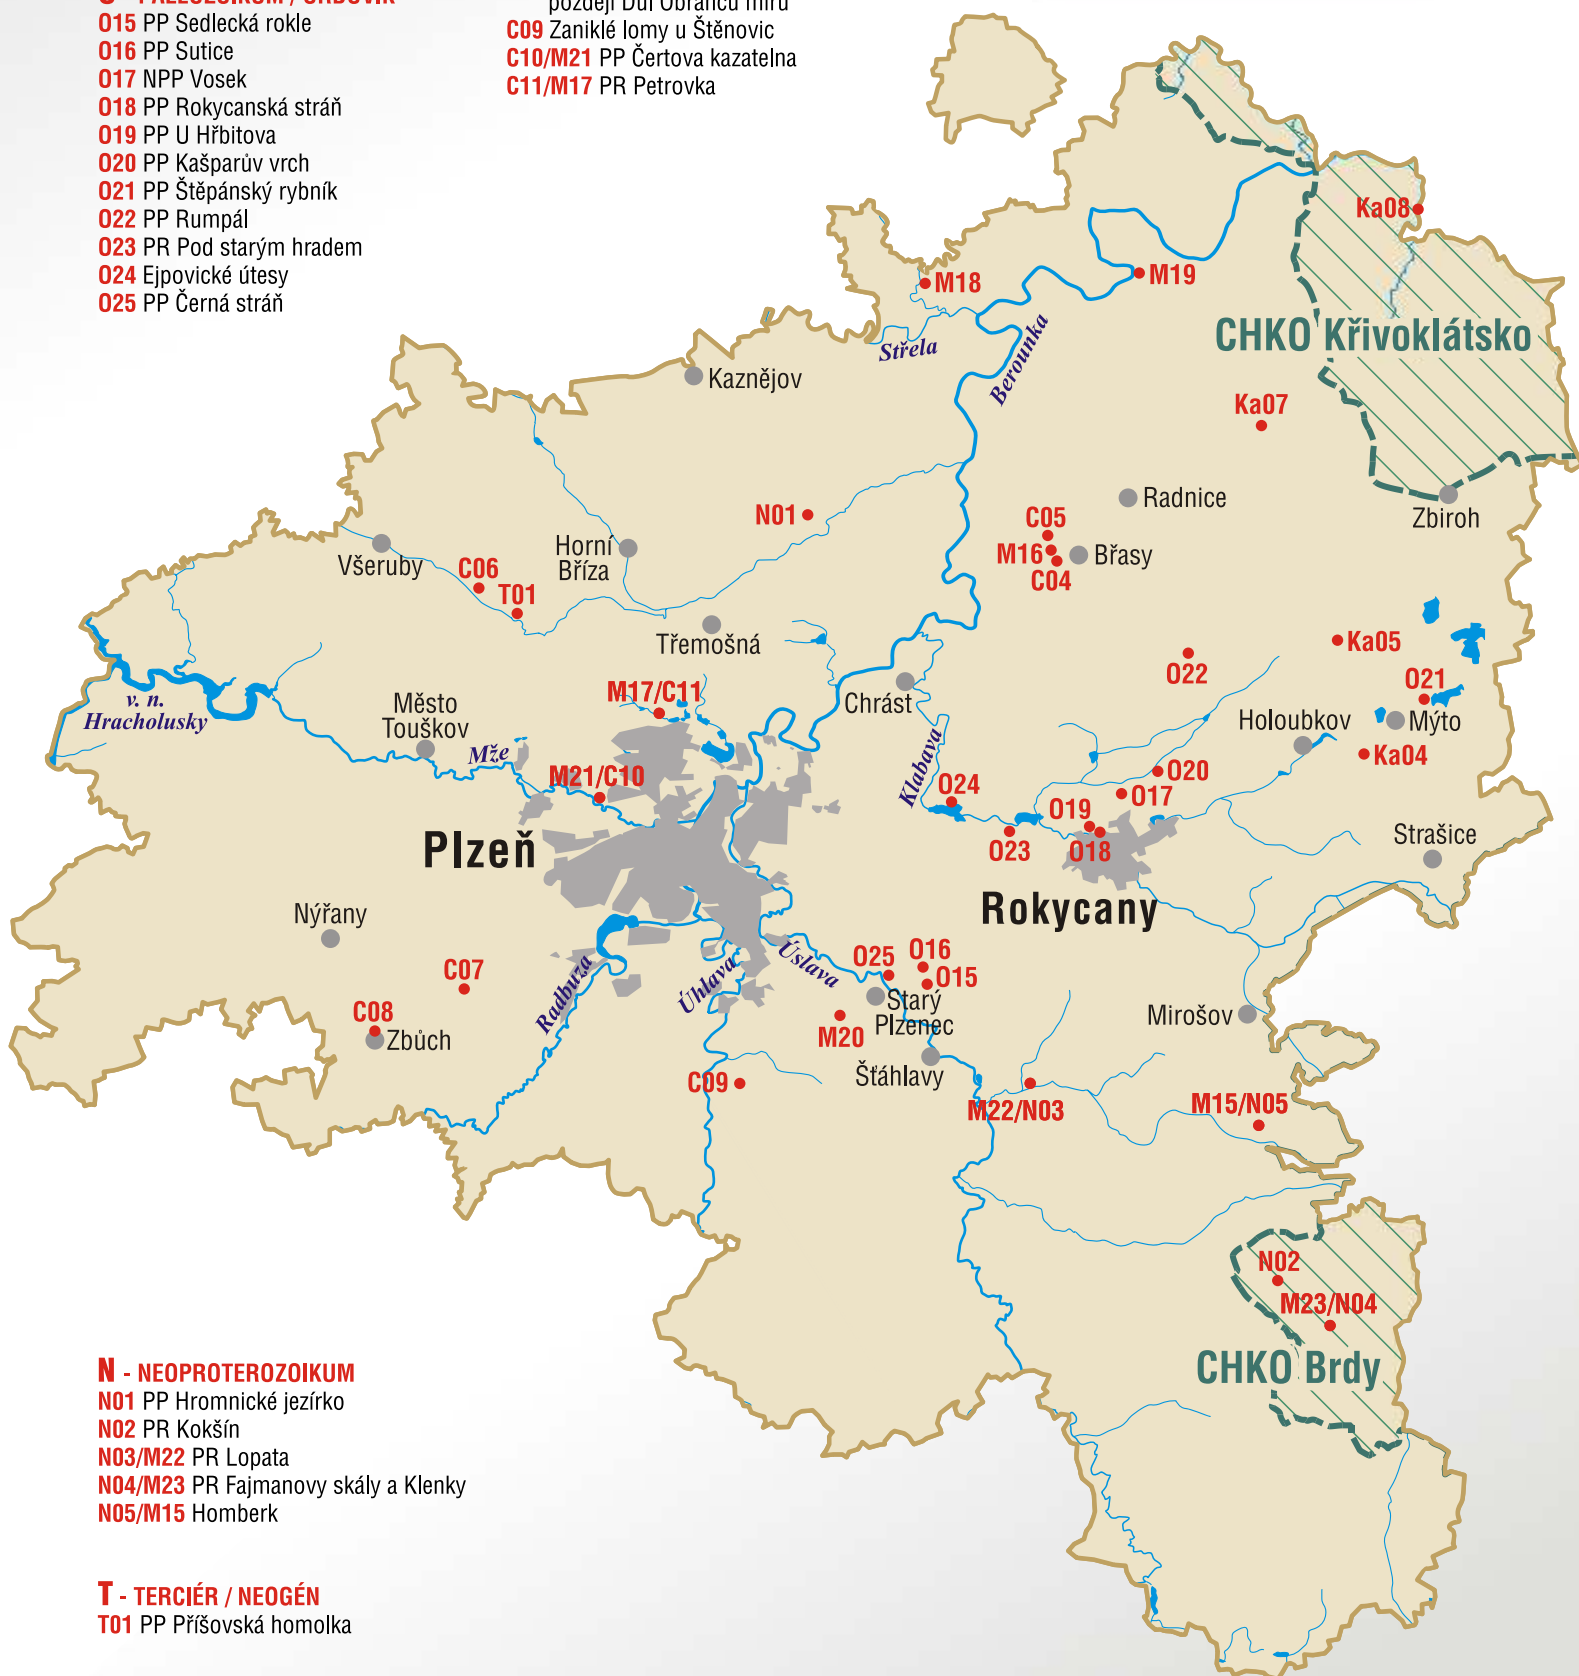 O - PALEOZOIKUM / ORDOVIK
O15 PP Sedlecká rokle
O16 PP Sutice
O17 NPP Vosek
O18 PP Rokycanská stráň
O19 PP U Hřbitova
O20 PP Kašparův vrch
O21 PP Štěpánský rybník
O22 PP Rumpál
O23 PR Pod starým hradem
O24 Ejpovické útesy
O25 PP Černá stráň
později Důl Obránců míru
C09 Zaniklé lomy u Štěnovic
C10/M21 PP Čertova kazatelna
C11/M17 PR Petrovka
Ka08
M18
M19
CHKO Křivoklátsko
Střela
Berounka
Kaznějov
Ka07
Radnice
Zbiroh
N01
C05
M16
Břasy
C04
Všeruby
Horní
Bříza
C06
T01
Třemošná
Ka05
O22
O21
Mýto
Chrást
Holoubkov
Ka04
v. n.
Hracholusky
Město
Touškov
M17/C11
Mže
M21/C10
Klabava
O24
O20
O17
O19
O18
O23
Strašice
Plzeň
Rokycany
Nýřany
C07
C08
Zbůch
Radbuza
Úhlava
Úslava
O25
O16
O15
Starý
Plzenec
M20
Šťáhlavy
Mirošov
C09
M22/N03
M15/N05
N02
M23/N04
CHKO Brdy
N - NEOPROTEROZOIKUM
N01 PP Hromnické jezírko
N02 PR Kokšín
N03/M22 PR Lopata
N04/M23 PR Fajmanovy skály a Klenky
N05/M15 Homberk
T - TERCIÉR / NEOGÉN
T01 PP Příšovská homolka